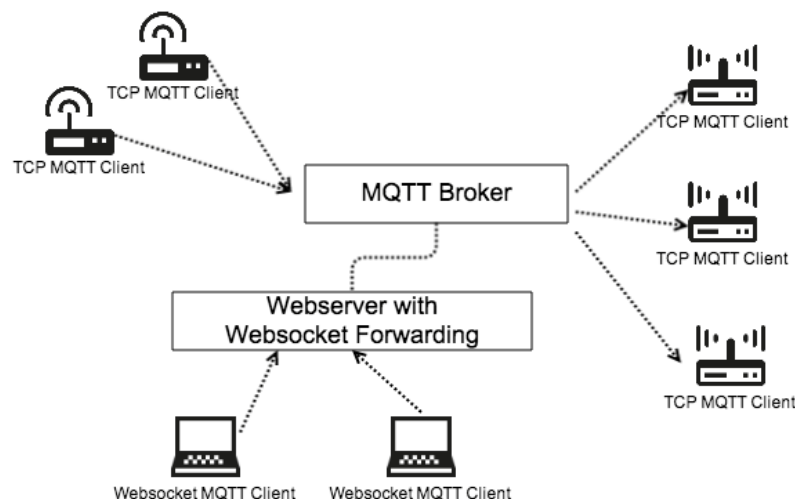 TCP MQTT Client
TCP MQTT Client
TCP MQTT Client
MQTT Broker
TCP MQTT Client
Webserver with
Websocket Forwarding
TCP MQTT Client
Websocket MQTT Client
Websocket MQTT Client